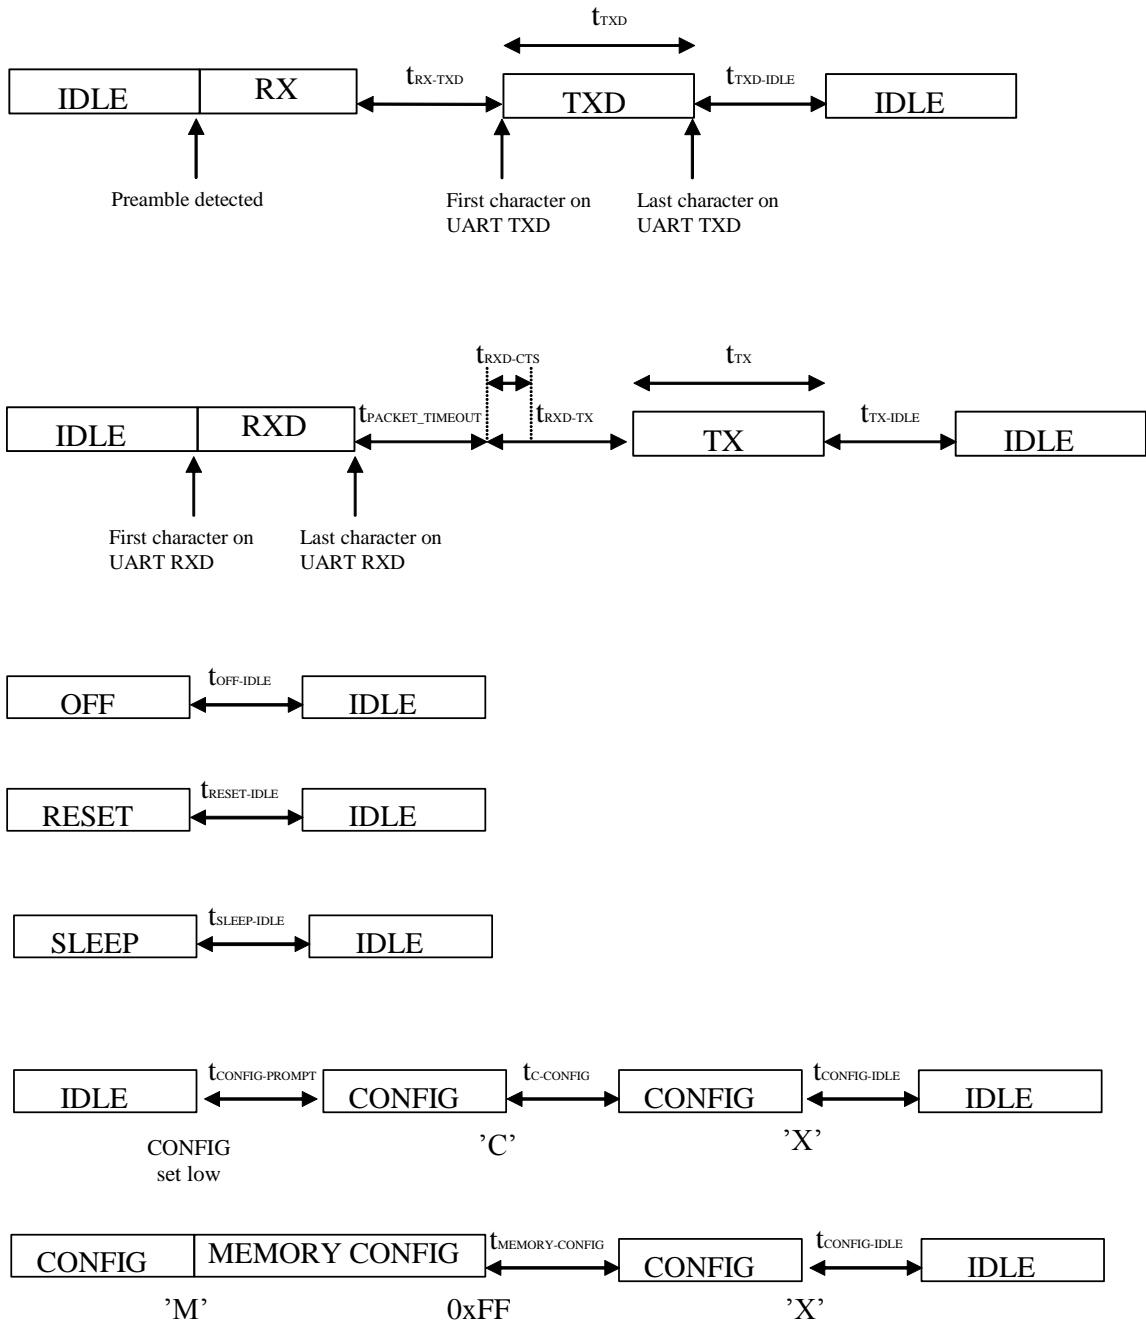 tTXD
tRX-TXD
tTXD-IDLE
IDLE RX TXD IDLE
Preamble detected
First character on
UART TXD
Last character on
UART TXD
tRXD-CTS
tTX
tPACKET_TIMEOUT
tRXD-TX
tTX-IDLE
IDLE RXD TX IDLE
First character on
UART RXD
Last character on
UART RXD
tOFF-IDLE
OFF IDLE
tRESET-IDLE
RESET IDLE
tSLEEP-IDLE
SLEEP IDLE
tCONFIG-PROMPT
tC-CONFIG
tCONFIG-IDLE
IDLE CONFIG CONFIG IDLE
CONFIG
set low
’C’
’X’
tMEMORY-CONFIG
tCONFIG-IDLE
CONFIG MEMORY CONFIG CONFIG IDLE
’M’
0xFF
’X’